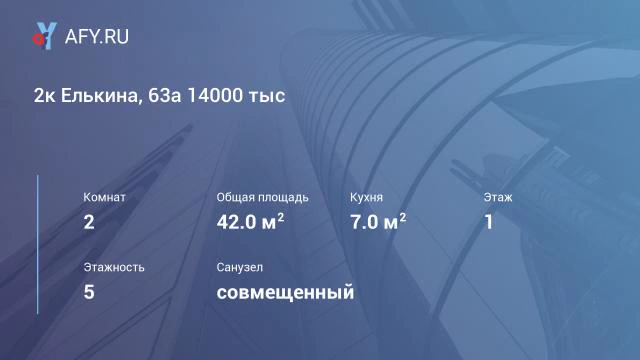 AFY.RU
2к Елькина, 63а 14000 тыс
Комнат
2
Общая площадь
42.0 м²
Кухня
7.0 м²
Этаж
1
Этажность
5
Санузел
совмещенный